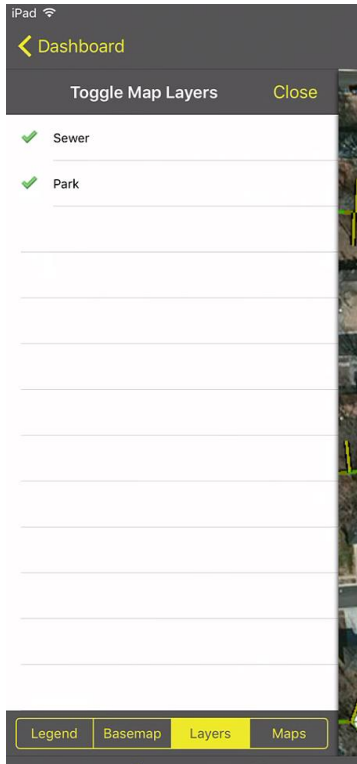 iPad
Dashboard
Toggle Map Layers Close
Sewer
Park
Legend Basemap Layers Maps